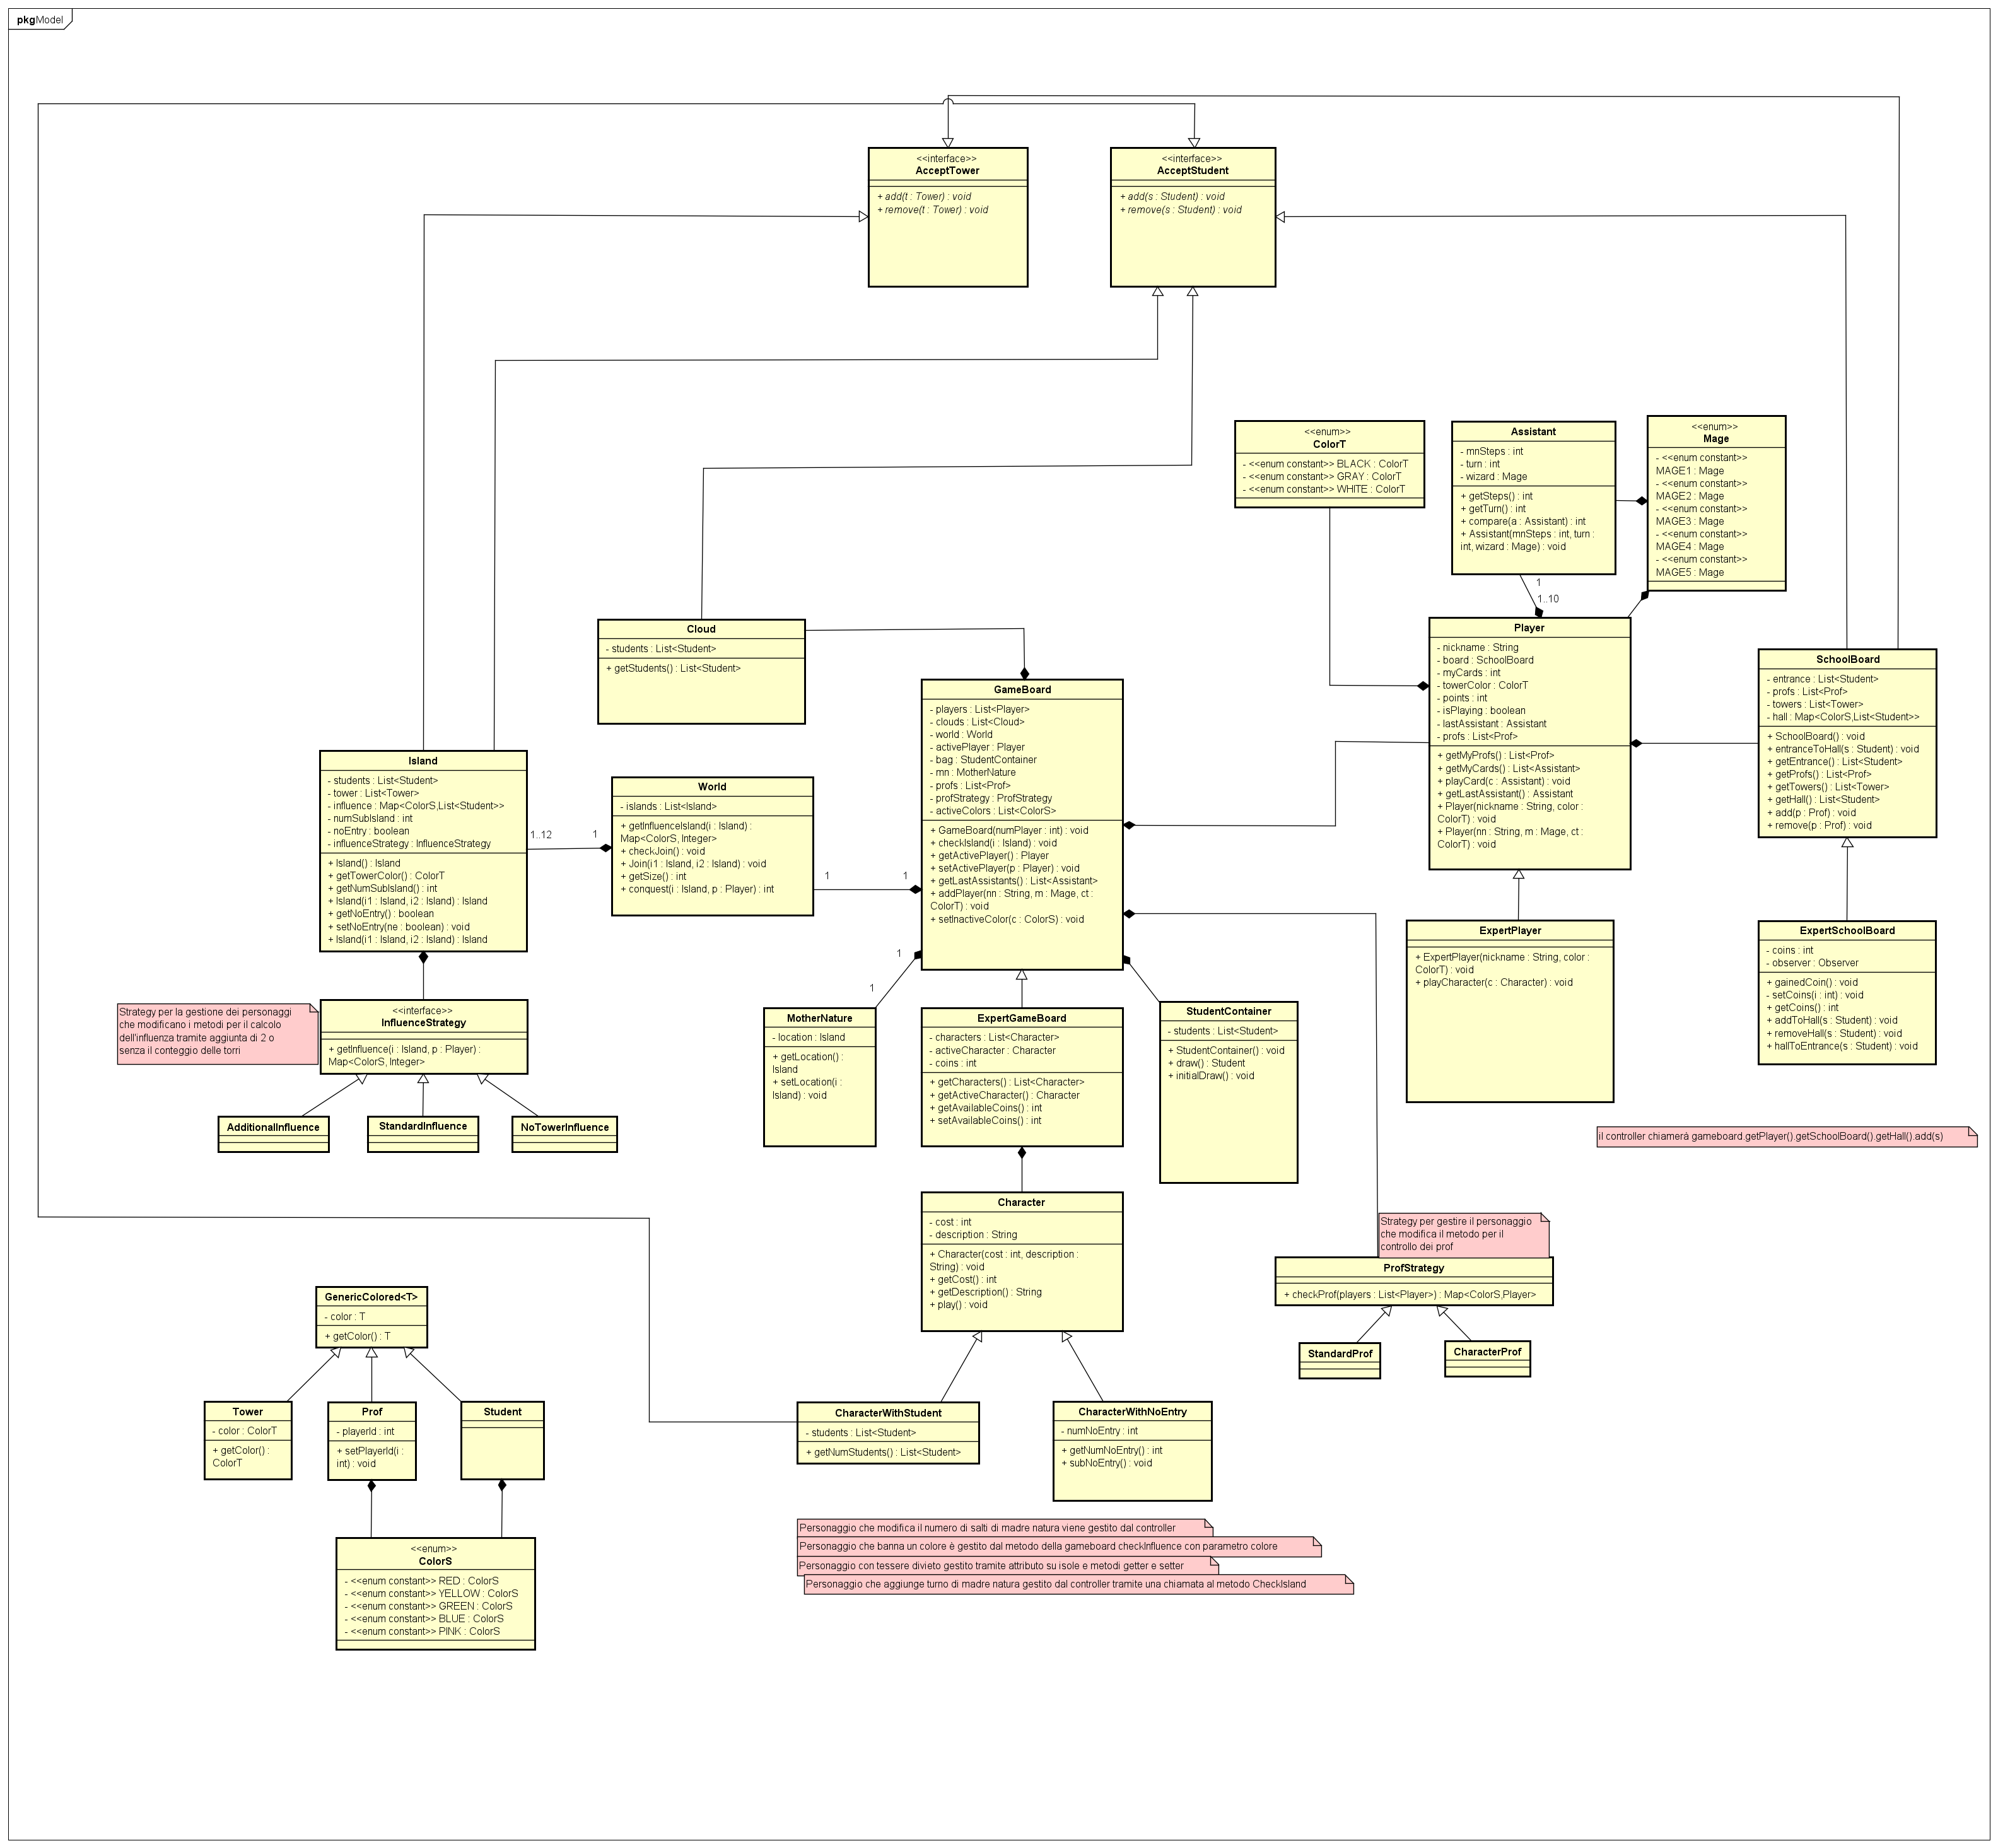 pkg Model
<<interface>>
AcceptTower
+ add(t : Tower) : void
+ remove(t : Tower) : void
<<interface>>
AcceptStudent
+ add(s : Student) : void
+ remove(s : Student) : void
<<enum>>
ColorT
- <<enum constant>> BLACK : ColorT
- <<enum constant>> GRAY : ColorT
- <<enum constant>> WHITE : ColorT
Assistant
- mnSteps : int
- turn : int
- wizard : Mage
+ getSteps() : int
+ getTurn() : int
+ compare(a : Assistant) : int
+ Assistant(mnSteps : int, turn :
int, wizard : Mage) : void
<<enum>>
Mage
- <<enum constant>>
MAGE1 : Mage
- <<enum constant>>
MAGE2 : Mage
- <<enum constant>>
MAGE3 : Mage
- <<enum constant>>
MAGE4 : Mage
- <<enum constant>>
MAGE5 : Mage
1
1..10
Cloud
- students : List<Student>
+ getStudents() : List<Student>
Player
- nickname : String
- board : SchoolBoard
- myCards : int
- towerColor : ColorT
- points : int
- isPlaying : boolean
- lastAssistant : Assistant
- profs : List<Prof>
+ getMyProfs() : List<Prof>
+ getMyCards() : List<Assistant>
+ playCard(c : Assistant) : void
+ getLastAssistant() : Assistant
+ Player(nickname : String, color :
ColorT) : void
+ Player(nn : String, m : Mage, ct :
ColorT) : void
SchoolBoard
- entrance : List<Student>
- profs : List<Prof>
- towers : List<Tower>
- hall : Map<ColorS,List<Student>>
+ SchoolBoard() : void
+ entranceToHall(s : Student) : void
+ getEntrance() : List<Student>
+ getProfs() : List<Prof>
+ getTowers() : List<Tower>
+ getHall() : List<Student>
+ add(p : Prof) : void
+ remove(p : Prof) : void
GameBoard
- players : List<Player>
- clouds : List<Cloud>
- world : World
- activePlayer : Player
- bag : StudentContainer
- mn : MotherNature
- profs : List<Prof>
- profStrategy : ProfStrategy
- activeColors : List<ColorS>
+ GameBoard(numPlayer : int) : void
+ checkIsland(i : Island) : void
+ getActivePlayer() : Player
+ setActivePlayer(p : Player) : void
+ getLastAssistants() : List<Assistant>
+ addPlayer(nn : String, m : Mage, ct :
ColorT) : void
+ setInactiveColor(c : ColorS) : void
Island
- students : List<Student>
- tower : List<Tower>
- influence : Map<ColorS,List<Student>>
- numSubIsland : int
- noEntry : boolean
- influenceStrategy : InfluenceStrategy
+ Island() : Island
+ getTowerColor() : ColorT
+ getNumSubIsland() : int
+ Island(i1 : Island, i2 : Island) : Island
+ getNoEntry() : boolean
+ setNoEntry(ne : boolean) : void
+ Island(i1 : Island, i2 : Island) : Island
1..12
1
World
- islands : List<Island>
+ getInfluenceIsland(i : Island) :
Map<ColorS, Integer>
+ checkJoin() : void
+ Join(i1 : Island, i2 : Island) : void
+ getSize() : int
+ conquest(i : Island, p : Player) : int
1
1
1
1
ExpertPlayer
+ ExpertPlayer(nickname : String, color :
ColorT) : void
+ playCharacter(c : Character) : void
ExpertSchoolBoard
- coins : int
- observer : Observer
+ gainedCoin() : void
- setCoins(i : int) : void
+ getCoins() : int
+ addToHall(s : Student) : void
+ removeHall(s : Student) : void
+ hallToEntrance(s : Student) : void
Strategy per la gestione dei personaggi
che modificano i metodi per il calcolo
dell'influenza tramite aggiunta di 2 o
senza il conteggio delle torri
<<interface>>
InfluenceStrategy
+ getInfluence(i : Island, p : Player) :
Map<ColorS, Integer>
AdditionalInfluence
StandardInfluence
NoTowerInfluence
MotherNature
- location : Island
+ getLocation() :
Island
+ setLocation(i :
Island) : void
ExpertGameBoard
- characters : List<Character>
- activeCharacter : Character
- coins : int
+ getCharacters() : List<Character>
+ getActiveCharacter() : Character
+ getAvailableCoins() : int
+ setAvailableCoins() : int
StudentContainer
- students : List<Student>
+ StudentContainer() : void
+ draw() : Student
+ initialDraw() : void
il controller chiamerà gameboard.getPlayer().getSchoolBoard().getHall().add(s)
Character
- cost : int
- description : String
+ Character(cost : int, description :
String) : void
+ getCost() : int
+ getDescription() : String
+ play() : void
Strategy per gestire il personaggio
che modifica il metodo per il
controllo dei prof
ProfStrategy
+ checkProf(players : List<Player>) : Map<ColorS,Player>
StandardProf
CharacterProf
GenericColored<T>
- color : T
+ getColor() : T
Tower
- color : ColorT
+ getColor() :
ColorT
Prof
- playerId : int
+ setPlayerId(i :
int) : void
Student
CharacterWithStudent
- students : List<Student>
+ getNumStudents() : List<Student>
CharacterWithNoEntry
- numNoEntry : int
+ getNumNoEntry() : int
+ subNoEntry() : void
<<enum>>
ColorS
- <<enum constant>> RED : ColorS
- <<enum constant>> YELLOW : ColorS
- <<enum constant>> GREEN : ColorS
- <<enum constant>> BLUE : ColorS
- <<enum constant>> PINK : ColorS
Personaggio che modifica il numero di salti di madre natura viene gestito dal controller
Personaggio che banna un colore è gestito dal metodo della gameboard checkInfluence con parametro colore
Personaggio con tessere divieto gestito tramite attributo su isole e metodi getter e setter
Personaggio che aggiunge turno di madre natura gestito dal controller tramite una chiamata al metodo CheckIsland